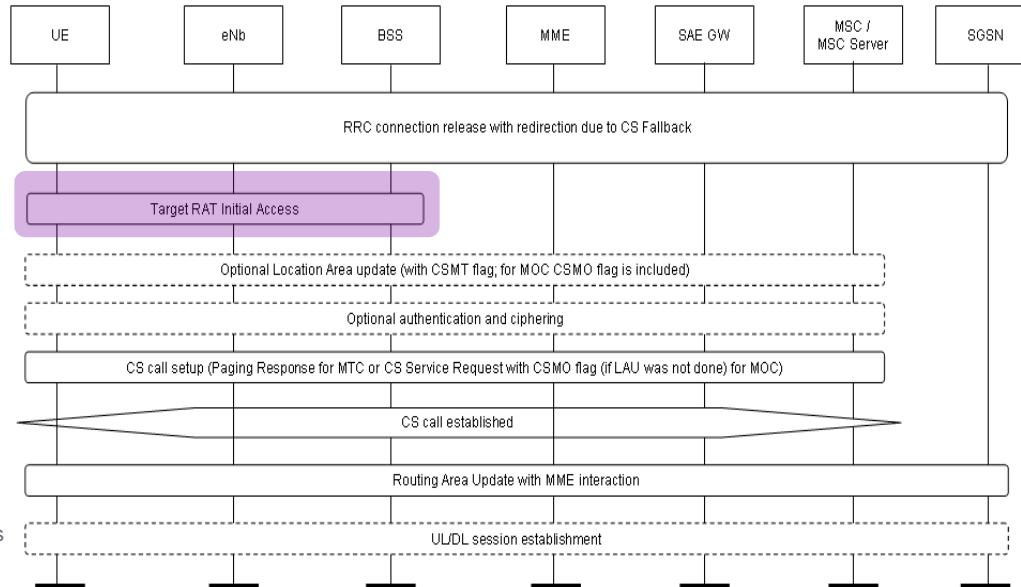 UE
eNb
BSS
MME
SAE GW
MSC /
MSC Server
SGSN
RRC connection release with redirection due to CS Fallback
Target RAT Initial Access
Optional Location Area update (with CSMT flag; for MOC CSMO flag is included)
Optional authentication and ciphering
CS call setup (Paging Response for MTC or CS Service Request with CSMO flag (if LAU was not done) for MOC)
CS call established
Routing Area Update with MME interaction
s
UL/DL session establishment